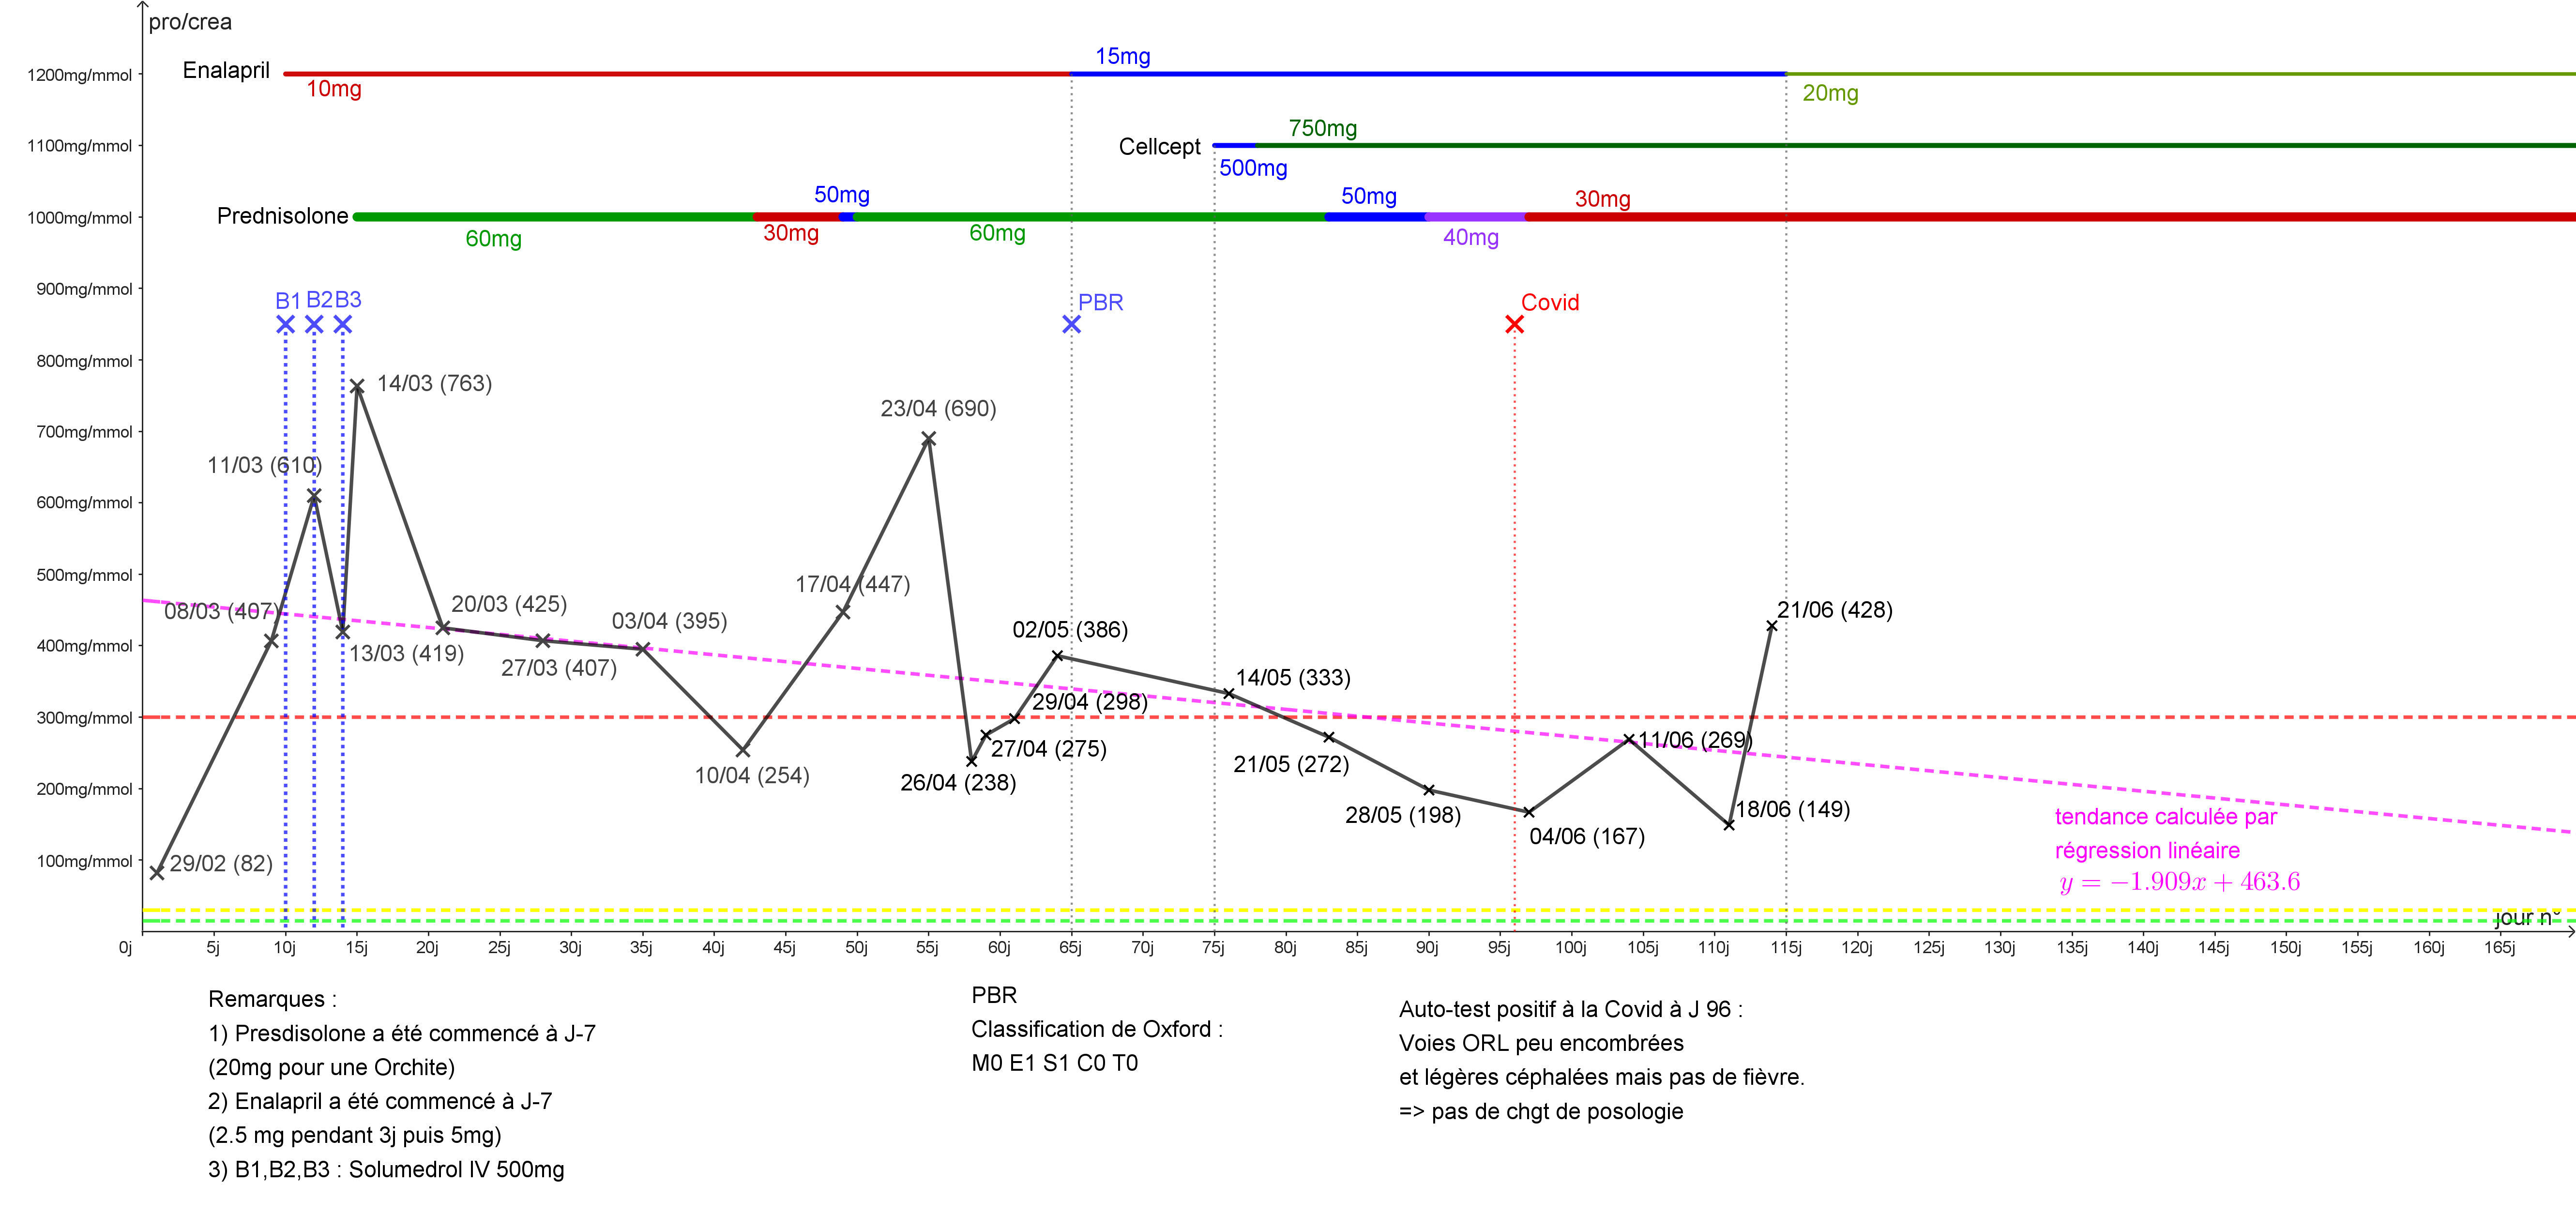 pro/crea
1200mg/mmol
1100mg/mmol
1000mg/mmol
900mg/mmol
800mg/mmol
700mg/mmol
600mg/mmol
500mg/mmol
400mg/mmol
300mg/mmol
200mg/mmol
100mg/mmol
Enalapril
10mg
15mg
20mg
Cellcept
500mg
750mg
Prednisolone
60mg
30mg
50mg
60mg
50mg
40mg
30mg
B1
B2
B3
PBR
Covid
29/02 (82)
08/03 (407)
11/03 (610)
13/03 (419)
14/03 (763)
20/03 (425)
27/03 (407)
03/04 (395)
10/04 (254)
17/04 (447)
23/04 (690)
26/04 (238)
27/04 (275)
29/04 (298)
02/05 (386)
14/05 (333)
21/05 (272)
28/05 (198)
04/06 (167)
11/06 (269)
18/06 (149)
21/06 (428)
tendance calculée par
régression linéaire
y = −1.909x + 463.6
jour n°
0j 5j 10j 15j 20j 25j 30j 35j 40j 45j 50j 55j 60j 65j 70j 75j 80j 85j 90j 95j 100j 105j 110j 115j 120j 125j 130j 135j 140j 145j 150j 155j 160j 165j
Remarques :
1) Presdisolone a été commencé à J-7
(20mg pour une Orchite)
2) Enalapril a été commencé à J-7
(2.5 mg pendant 3j puis 5mg)
3) B1,B2,B3 : Solumedrol IV 500mg
PBR
Classification de Oxford :
M0 E1 S1 C0 T0
Auto-test positif à la Covid à J 96 :
Voies ORL peu encombrées
et légères céphalées mais pas de fièvre.
=> pas de chgt de posologie